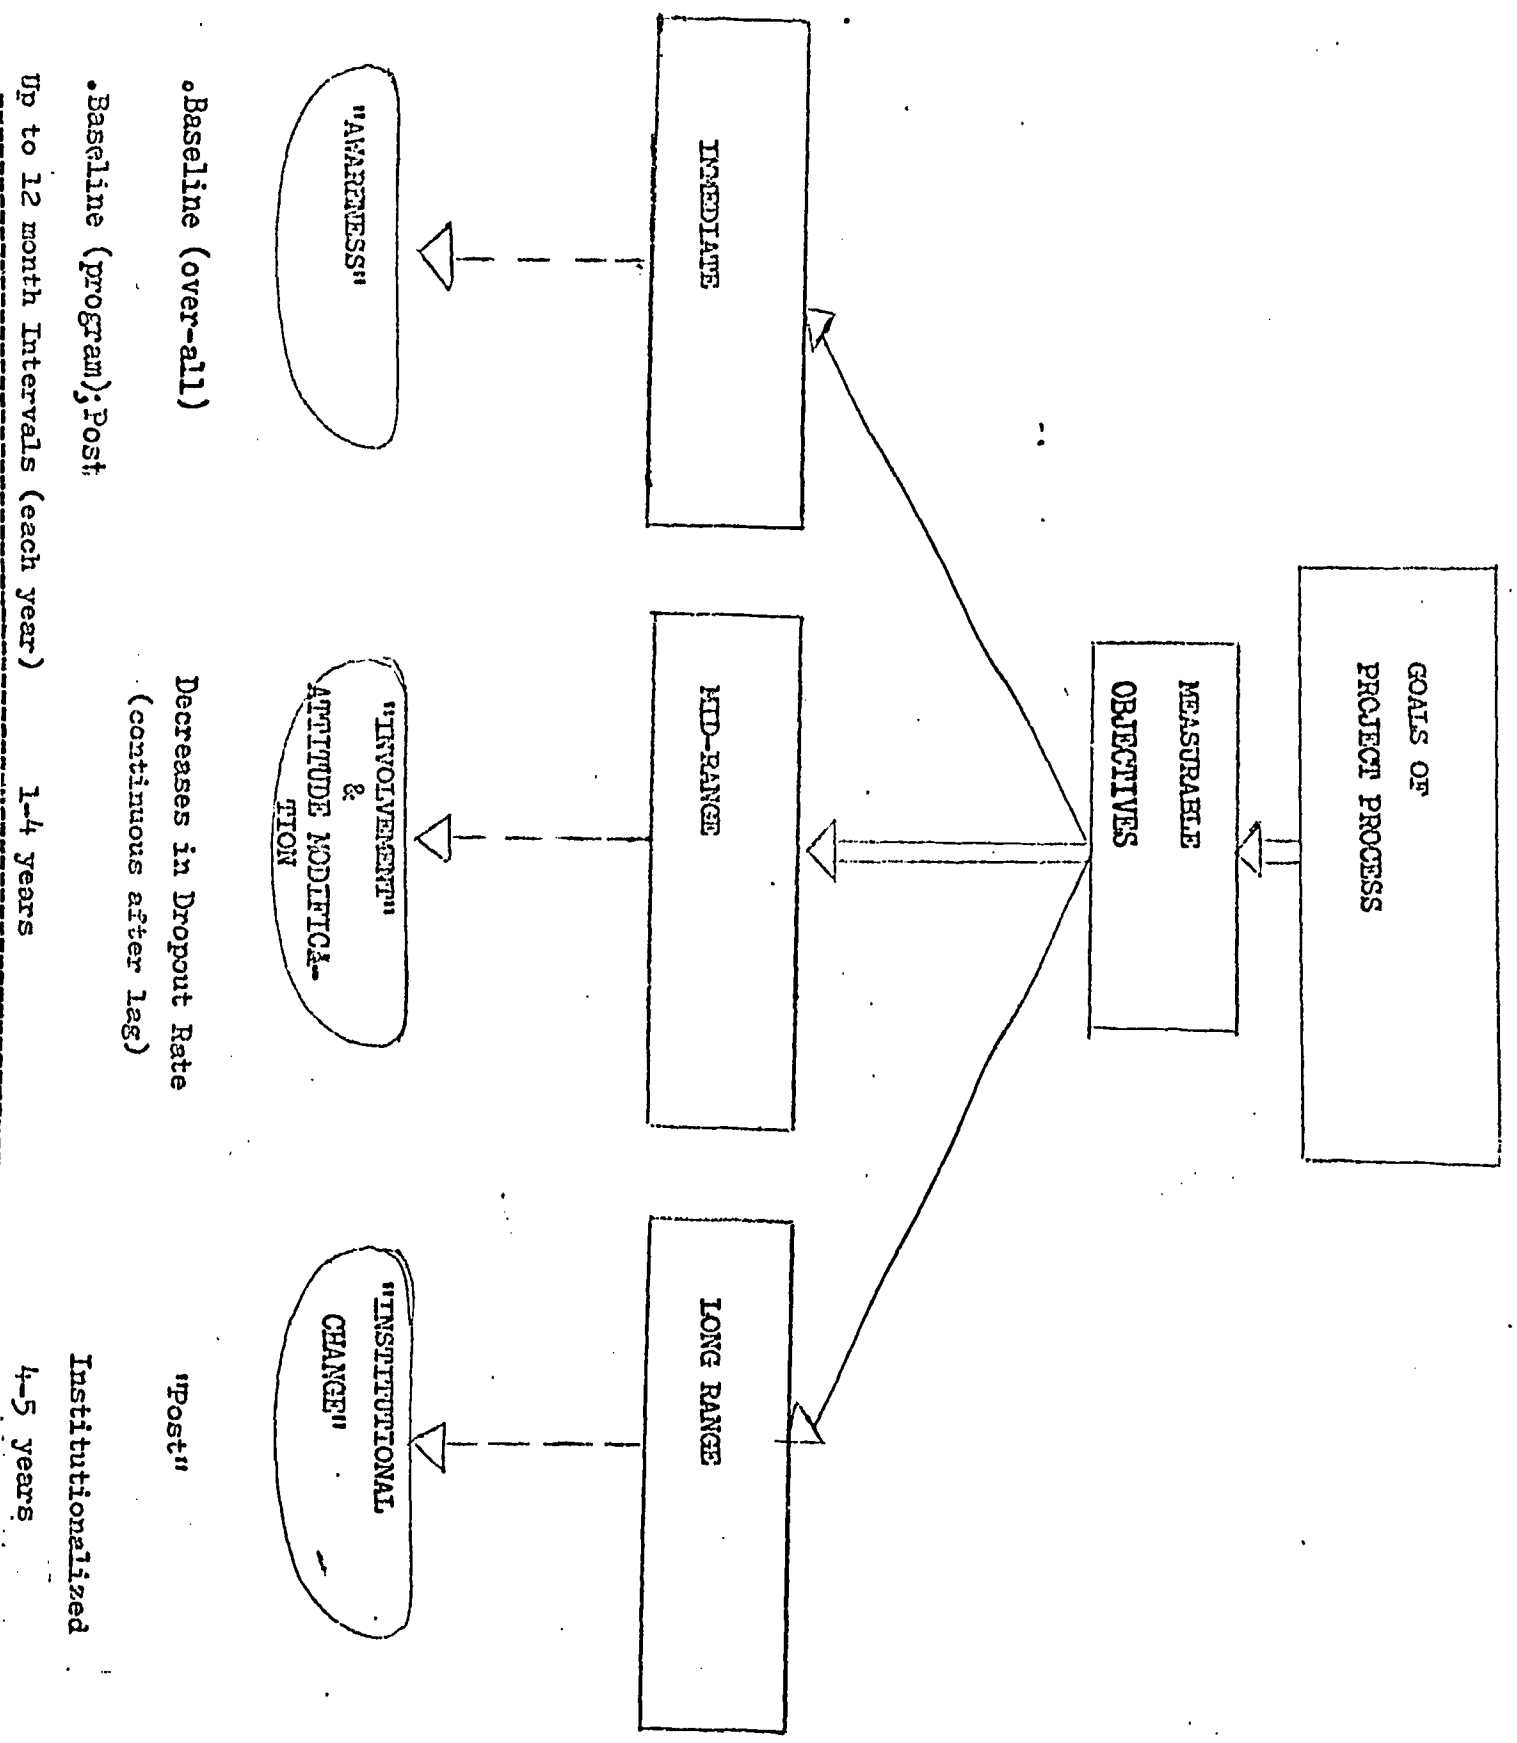 GOALS OF
PROJECT PROCESS
MEASURABLE
OBJECTIVES
IMMEDIATE
MID-RANGE
LONG RANGE
"AWARENESS"
"INVOLVEMENT"
&
ATTITUDE MODIFICA-
TION
"INSTITUTIONAL
CHANGE"
.Baseline (over-all)
.Baseline (program);Post
Up to 12 month Intervals (each year)
Decreases in Dropout Rate
(continuous after lag)
1-4 years
"Post"
Institutionalized
4-5 years